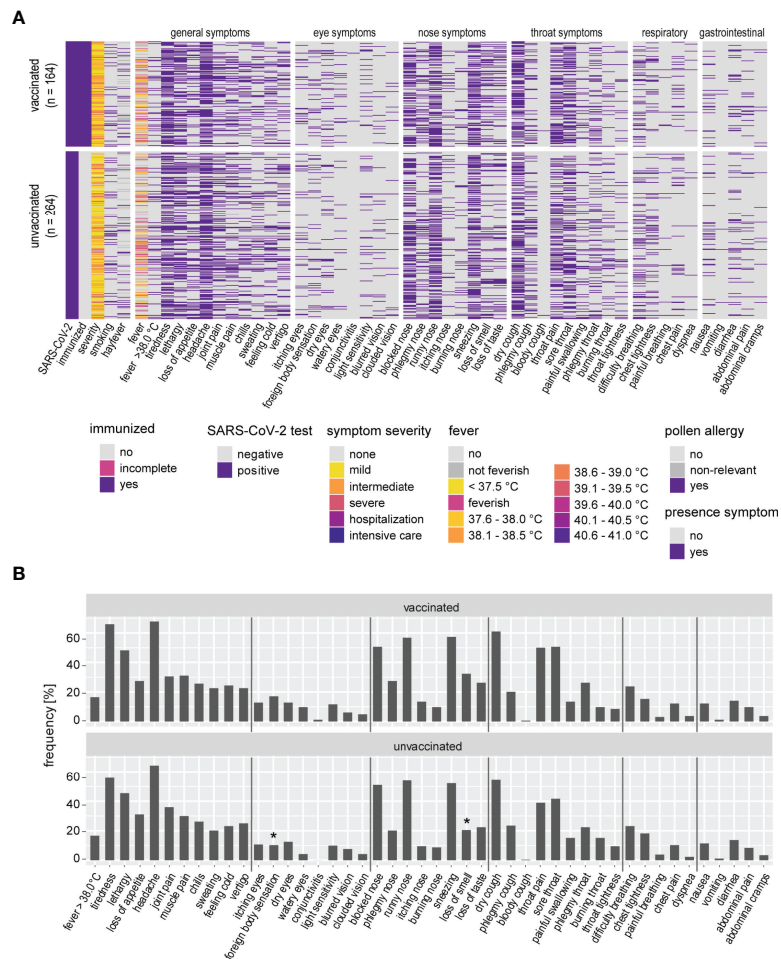 A
general symptoms
eye symptoms
nose symptoms
throat symptoms
respiratory
gastrointestinal
vaccinated
(n = 164)
unvaccinated
(n = 264)
SARS-CoV-2
immunized
severity
smoking
hayfever
fever
fever >38.0 °C
tiredness
lethargy
loss of appetite
headache
joint pain
muscle pain
chills
sweating
feeling cold
vertigo
itching eyes
foreign body sensation
dry eyes
watery eyes
conjunctivitis
light sensitivity
blurred vision
clouded vision
blocked nose
phlegmy nose
runny nose
itching nose
burning nose
sneezing
loss of smell
loss of taste
dry cough
phlegmy cough
bloody cough
throat pain
sore throat
painful swallowing
phlegmy throat
burning throat
throat tightness
difficulty breathing
chest tightness
painful breathing
chest pain
dyspnea
nausea
vomiting
diarrhea
abdominal pain
abdominal cramps
immunized
no
incomplete
yes
SARS-CoV-2 test
negative
positive
symptom severity
none
mild
intermediate
severe
hospitalization
intensive care
fever
no
not feverish
< 37.5 °C
feverish
37.6 - 38.0 °C
38.1 - 38.5 °C
38.6 - 39.0 °C
39.1 - 39.5 °C
39.6 - 40.0 °C
40.1 - 40.5 °C
40.6 - 41.0 °C
pollen allergy
no
non-relevant
yes
presence symptom
no
yes
B
vaccinated
60
40
20
0
frequency [%]
unvaccinated
60
40
20
0
*
*
fever > 38.0°C
tiredness
lethargy
loss of appetite
headache
joint pain
muscle pain
chills
sweating
feeling cold
vertigo
itching eyes
foreign body sensation
dry eyes
watery eyes
conjunctivitis
light sensitivity
blurred vision
clouded vision
blocked nose
phlegmy nose
runny nose
itching nose
burning nose
sneezing
loss of smell
loss of taste
dry cough
phlegmy cough
bloody cough
throat pain
sore throat
painful swallowing
phlegmy throat
burning throat
throat tightness
difficulty breathing
chest tightness
painful breathing
chest pain
dyspnea
nausea
vomiting
diarrhea
abdominal pain
abdominal cramps